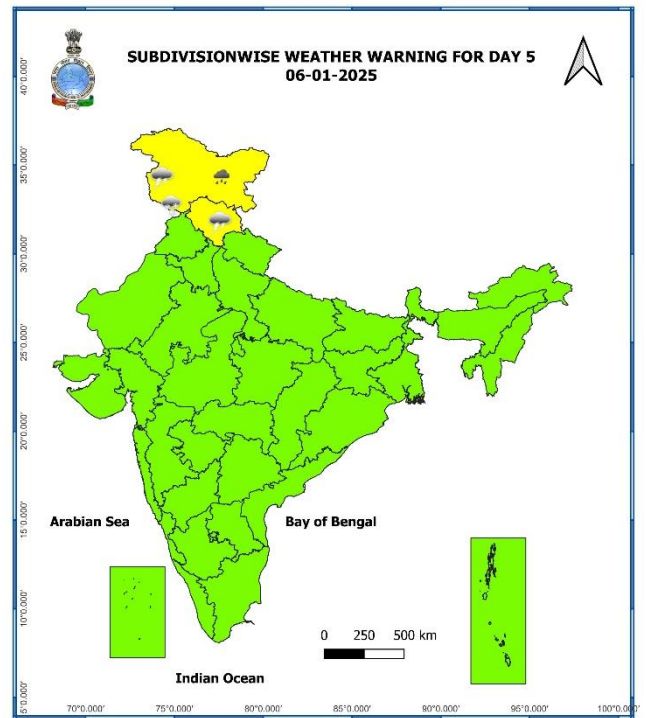 SUBDIVISIONWISE WEATHER WARNING FOR DAY 5
06-01-2025
40°0.000'
35°0.000'
30°0.000'
25°0.000'
20°0.000'
15°0.000'
10°0.000'
5°0.000'
Arabian Sea
Bay of Bengal
0 250 500 km
Indian Ocean
70°0.000' 75°0.000' 80°0.000' 85°0.000' 90°0.000' 95°0.000' 100°0.000'